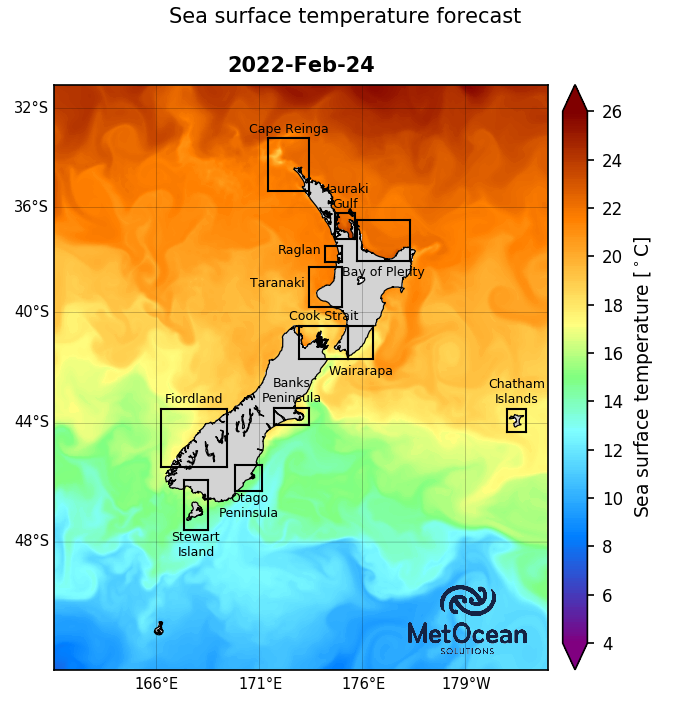 Sea surface temperature forecast
2022-Feb-24
32°S
36°S
40°S
44°S
48°S
166°E
171°E
176°E
179°W
Cape Reinga
Hauraki
Gulf
Raglan
Bay of Plenty
Taranaki
Cook Strait
Wairarapa
Banks
Peninsula
Chatham
Islands
Fiordland
Otago
Peninsula
Stewart
Island
MetOcean
SOLUTIONS
26
24
22
20
18
16
14
12
10
8
6
4
Sea surface temperature [°C]